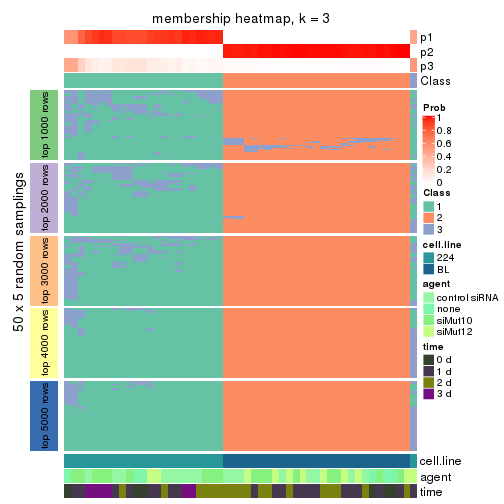 membership heatmap, k = 3
p1
p2
p3
Class
50 x 5 random samplings
top 1000 rows
top 2000 rows
top 3000 rows
top 4000 rows
top 5000 rows
cell.line
agent
time
Prob
1
0.8
0.6
0.4
0.2
0
Class
1
2
3
cell.line
224
BL
agent
control siRNA
none
siMut10
siMut12
time
0 d
1 d
2 d
3 d